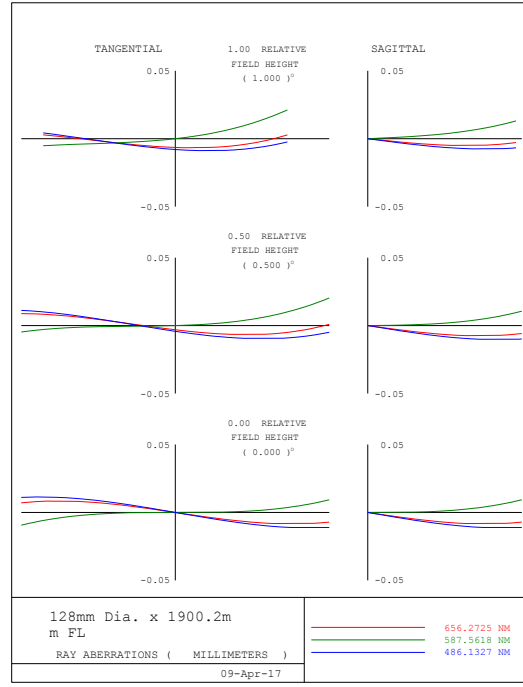 TANGENTIAL 1.00 RELATIVE SAGITTAL
FIELD HEIGHT
( 1.000 )°
0.05 0.05
-0.05 -0.05
0.50 RELATIVE
FIELD HEIGHT
( 0.500 )°
0.05 0.05
-0.05 -0.05
0.00 RELATIVE
FIELD HEIGHT
( 0.000 )°
0.05 0.05
-0.05 -0.05
128mm Dia. x 1900.2m
m FL
RAY ABERRATIONS ( MILLIMETERS )
09-Apr-17
656.2725 NM
587.5618 NM
486.1327 NM